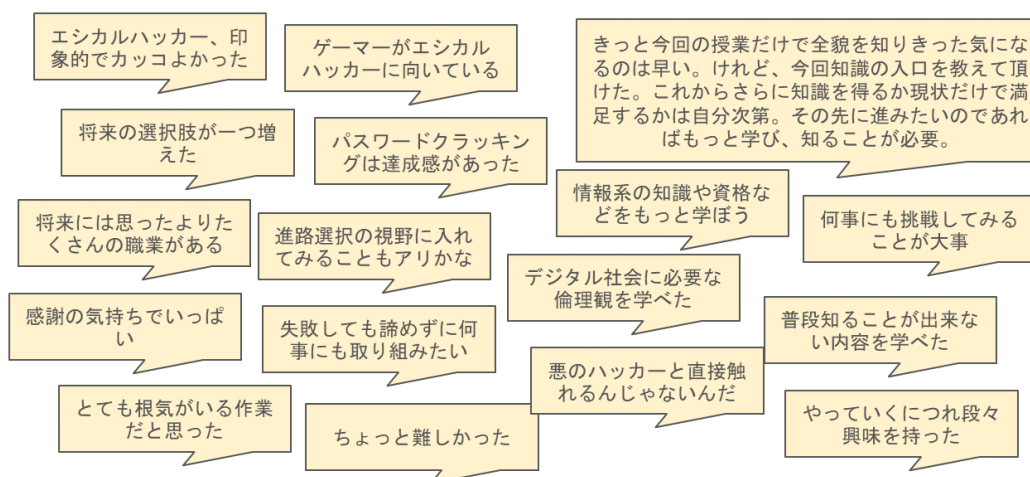 エシカルハッカー、印
象的でカッコよかった
ゲーマーがエシカル
ハッカーに向いている
きっと今回の授業だけで全貌を知りきった気にな
るのは早い。けれど、今回知識の入口を教えて頂
けた。これからさらに知識を得るか現状だけで満
足するかは自分次第。その先に進みたいのであれ
ばもっと学び、知ることが必要。
将来の選択肢が一つ増
えた
パスワードクラッキン
グは達成感があった
情報系の知識や資格な
どをもっと学ぼう
何事にも挑戦してみる
ことが大事
将来には思ったよりた
くさんの職業がある
進路選択の視野に入れ
てみることもアリかな
デジタル社会に必要な
倫理観を学べた
感謝の気持ちでいっぱ
い
失敗しても諦めずに何
事にも取り組みたい
普段知ることが出来な
い内容を学べた
悪のハッカーと直接触
れるんじゃないんだ
とても根気がいる作業
だと思った
ちょっと難しかった
やっていくにつれ段々
興味を持った